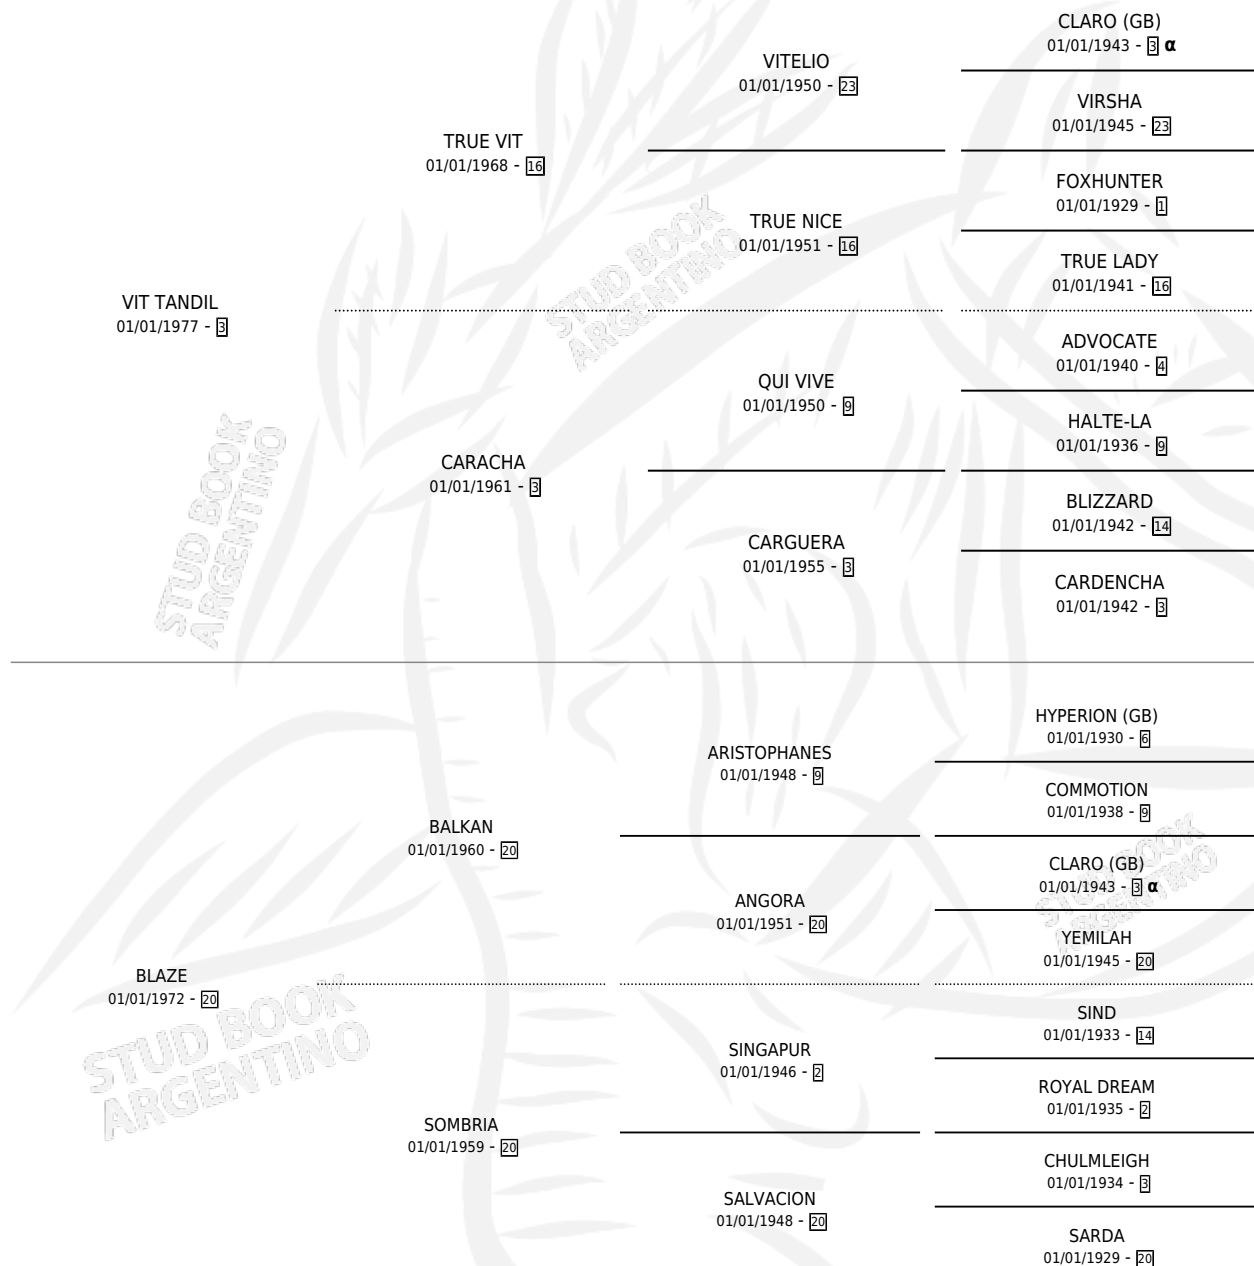 CLARO (GB)
01/01/1943 - 3 α
VITELIO
01/01/1950 - 23
VIRSHA
01/01/1945 - 23
TRUE VIT
01/01/1968 - 16
FOXHUNTER
01/01/1929 - 1
TRUE NICE
01/01/1951 - 16
TRUE LADY
01/01/1941 - 16
VIT TANDIL
01/01/1977 - 3
ADVOCATE
01/01/1940 - 4
QUI VIVE
01/01/1950 - 9
HALTE-LA
01/01/1936 - 9
CARACHA
01/01/1961 - 3
BLIZZARD
01/01/1942 - 14
CARGUERA
01/01/1955 - 3
CARDENCHA
01/01/1942 - 3
HYPERION (GB)
01/01/1930 - 6
ARISTOPHANES
01/01/1948 - 9
COMMOTION
01/01/1938 - 9
BALKAN
01/01/1960 - 20
CLARO (GB)
01/01/1943 - 3 α
ANGORA
01/01/1951 - 20
YEMILAH
01/01/1945 - 20
BLAZE
01/01/1972 - 20
SIND
01/01/1933 - 14
SINGAPUR
01/01/1946 - 2
ROYAL DREAM
01/01/1935 - 2
SOMBRIA
01/01/1959 - 20
CHULMLEIGH
01/01/1934 - 3
SALVACION
01/01/1948 - 20
SARDA
01/01/1929 - 20
STUD BOOK
ARGENTINO
STUD BOOK
ARGENTINO
STUD BOOK
ARGENTINO
STUD BOOK
ARGENTINO